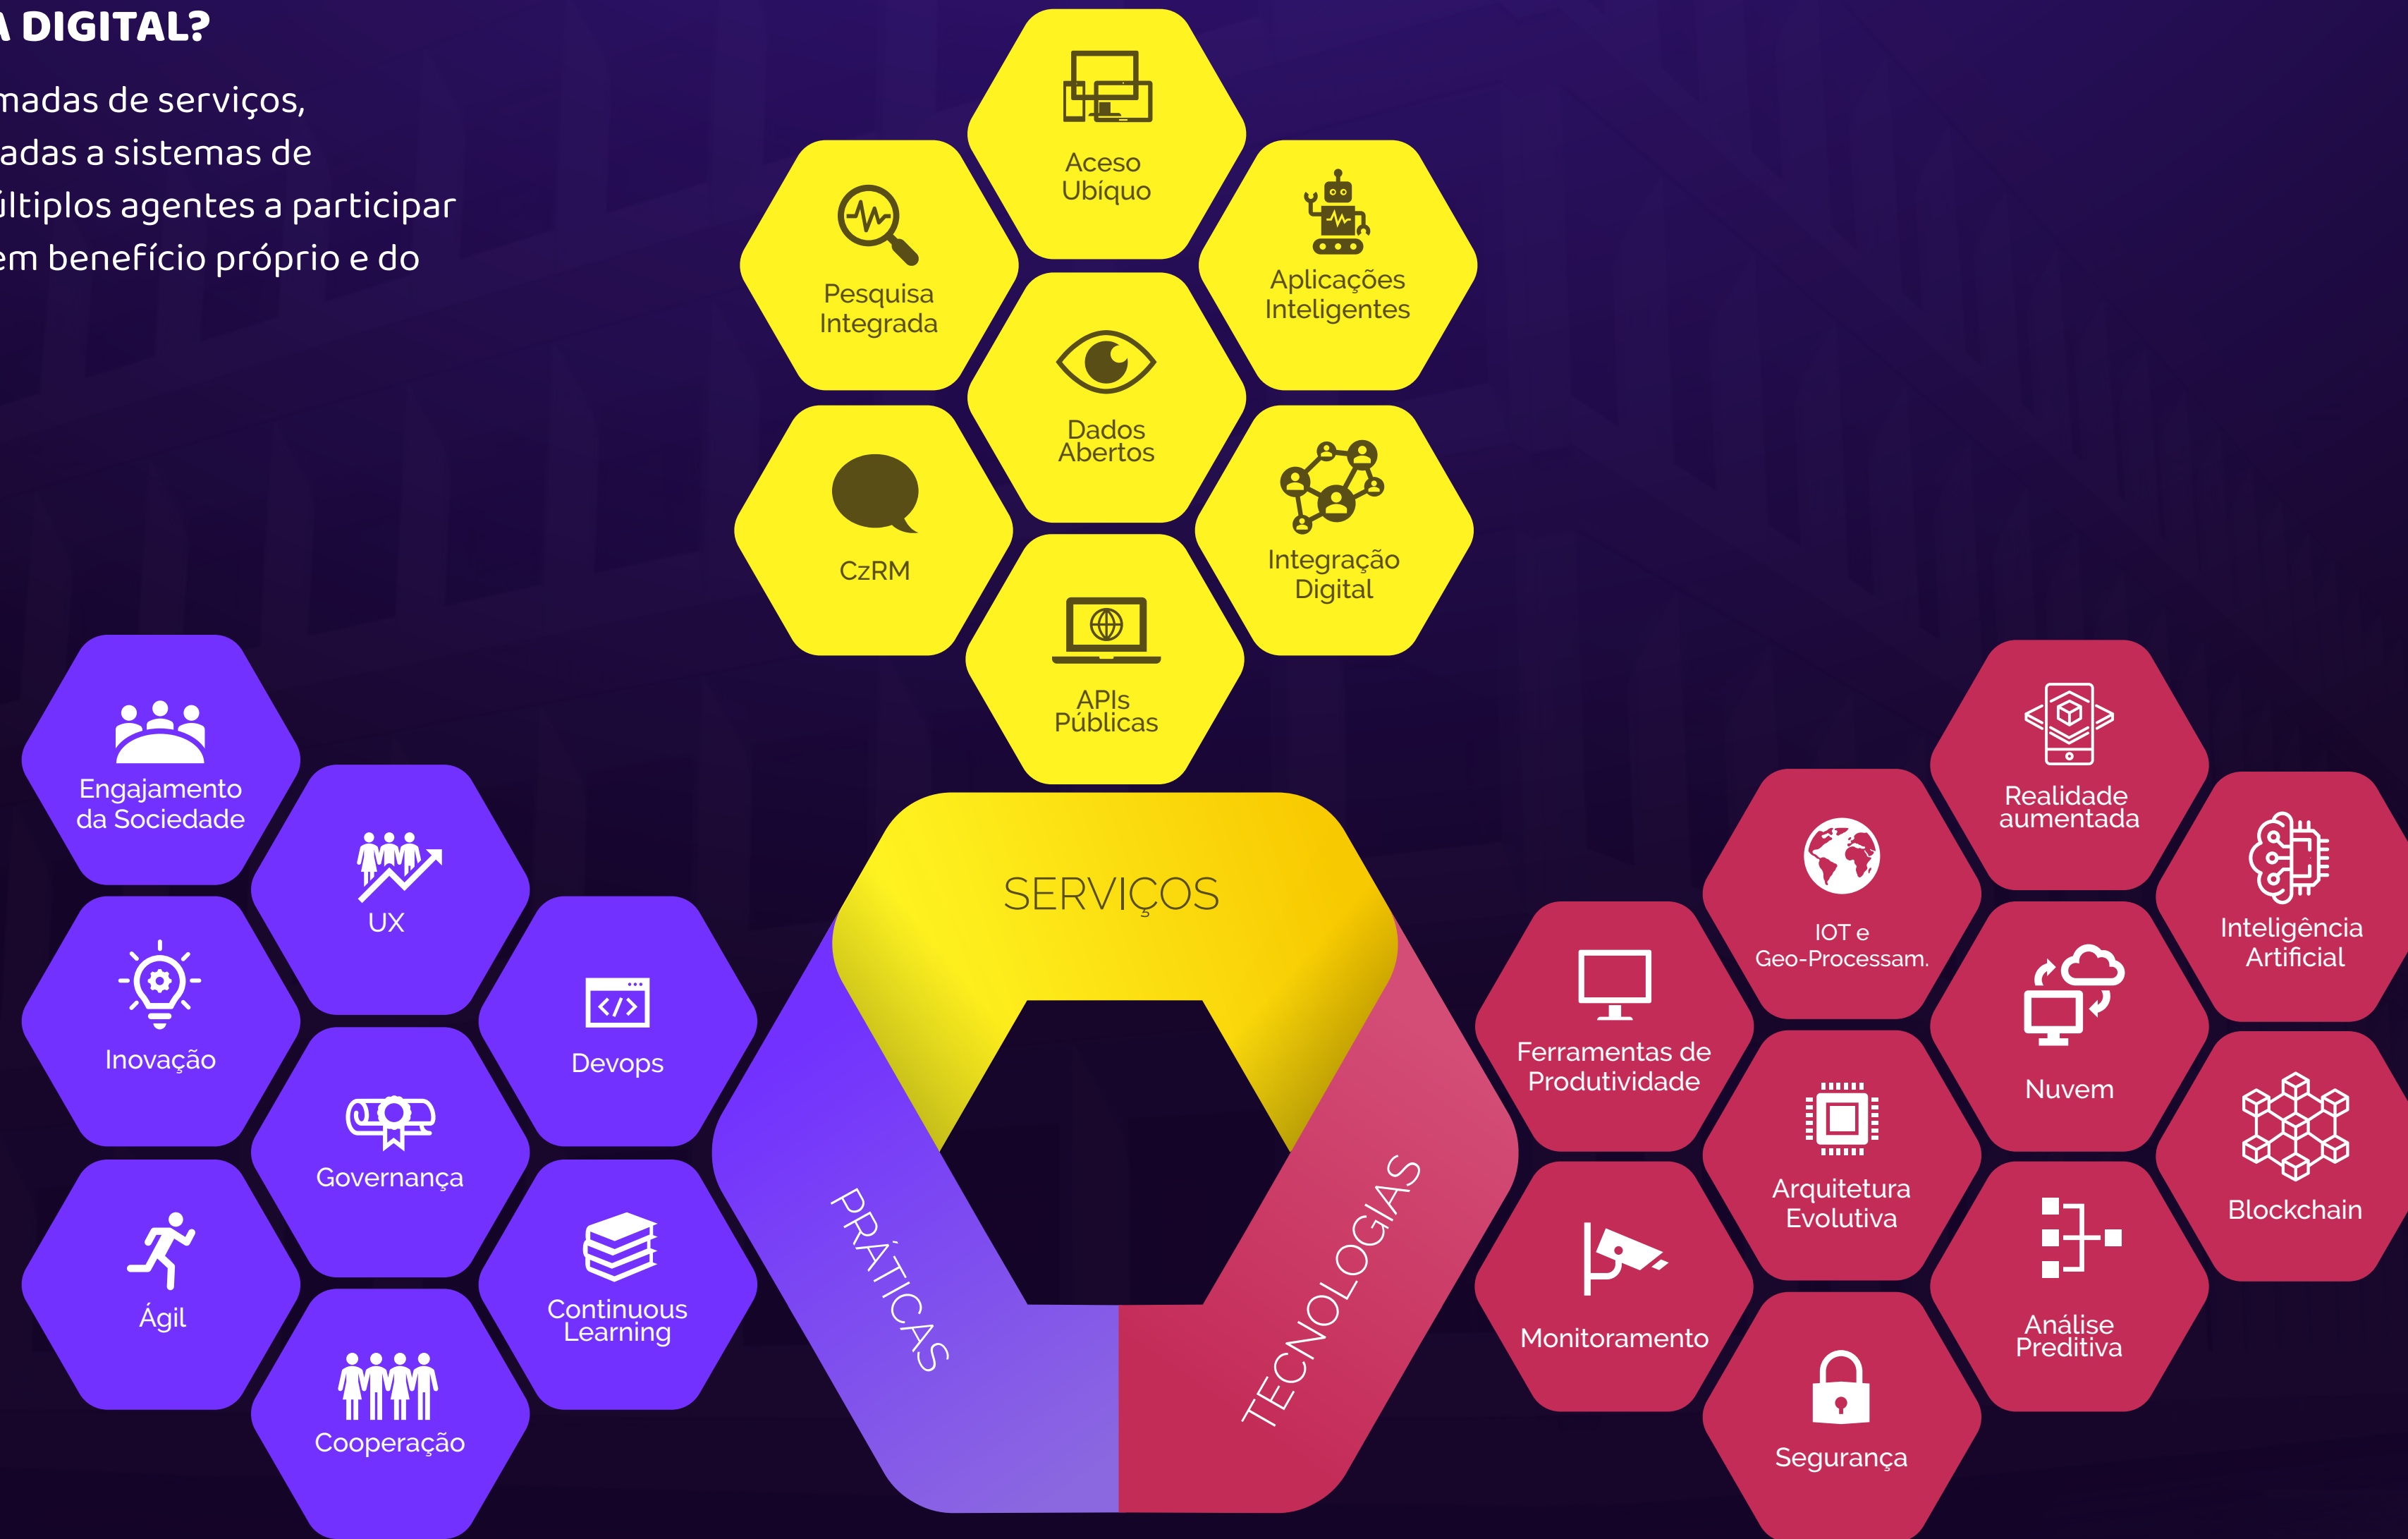 A DIGITAL?
madas de serviços,
adas a sistemas de
últiplos agentes a participar
em benefício próprio e do
Aceso
Ubíquo
Pesquisa
Integrada
Aplicações
Inteligentes
Dados
Abertos
CzRM
Integração
Digital
APIs
Públicas
SERVIÇOS
PRÁTICAS
TECNOLOGIAS
Engajamento
da Sociedade
UX
Inovação
Devops
Governança
Ágil
Continuous
Learning
Cooperação
Realidade
aumentada
IOT e
Geo-Processam.
Inteligência
Artificial
Ferramentas de
Produtividade
Nuvem
Arquitetura
Evolutiva
Blockchain
Monitoramento
Análise
Preditiva
Segurança